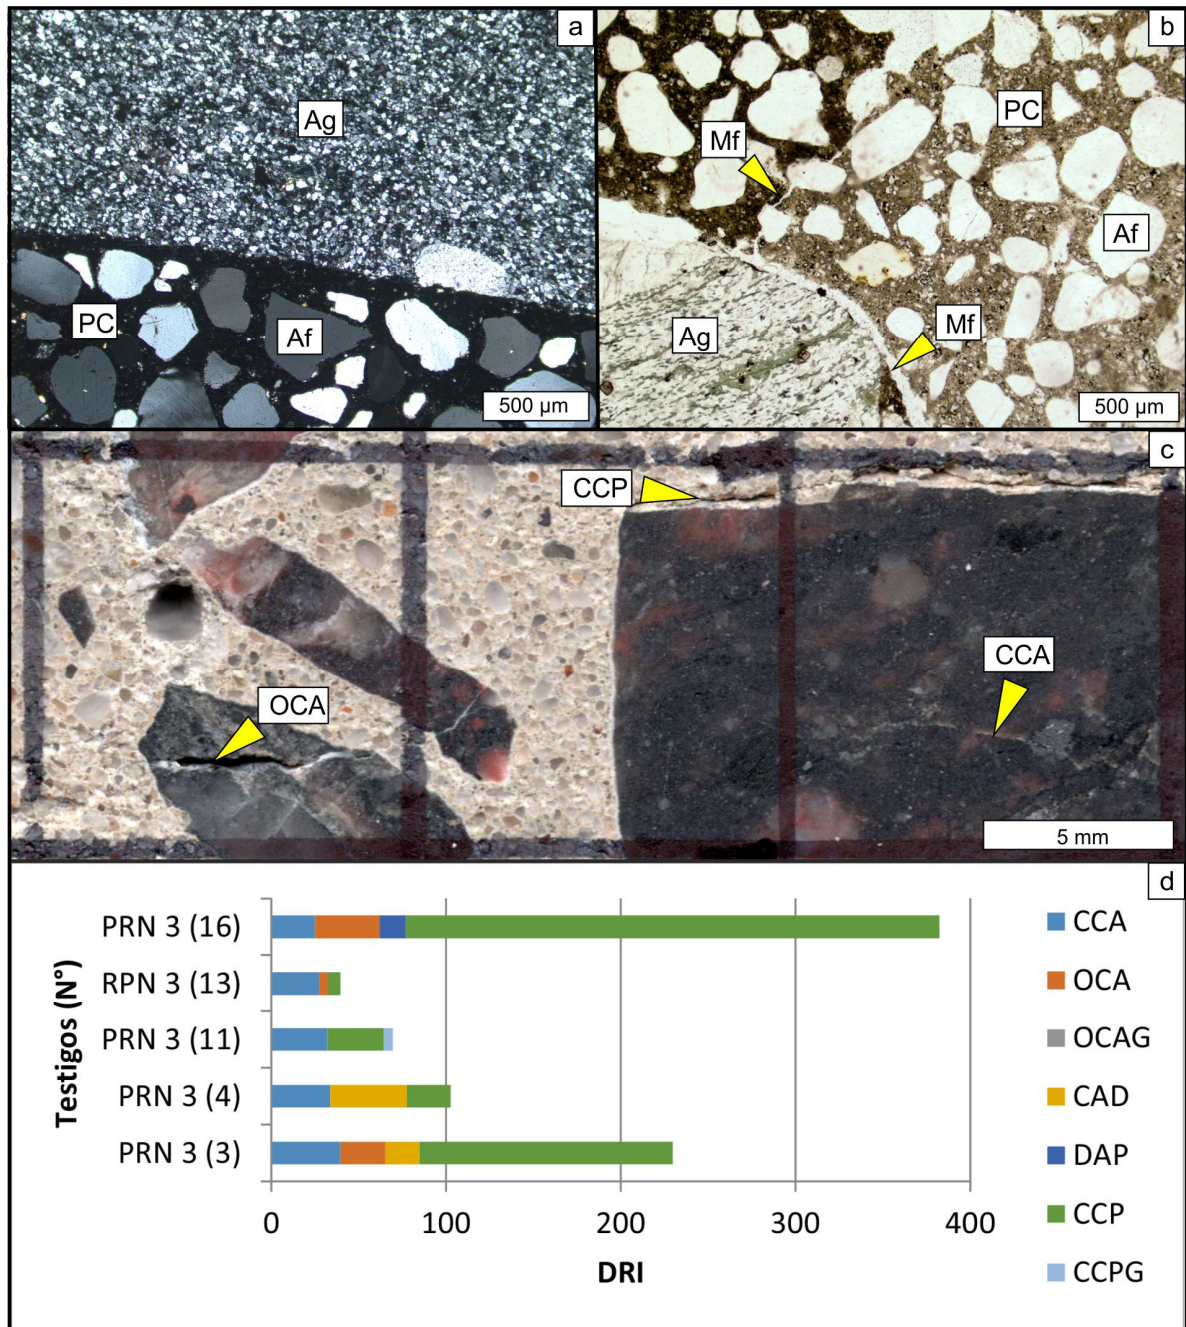 a
Ag
PC
Af
500 µm
b
Mf
PC
Af
Ag
Mf
500 µm
c
CCP
CCA
OCA
5 mm
d
Testigos (N°)
PRN 3 (16)
RPN 3 (13)
PRN 3 (11)
PRN 3 (4)
PRN 3 (3)
0 100 200 300 400
DRI
CCA
OCA
OCAG
CAD
DAP
CCP
CCPG